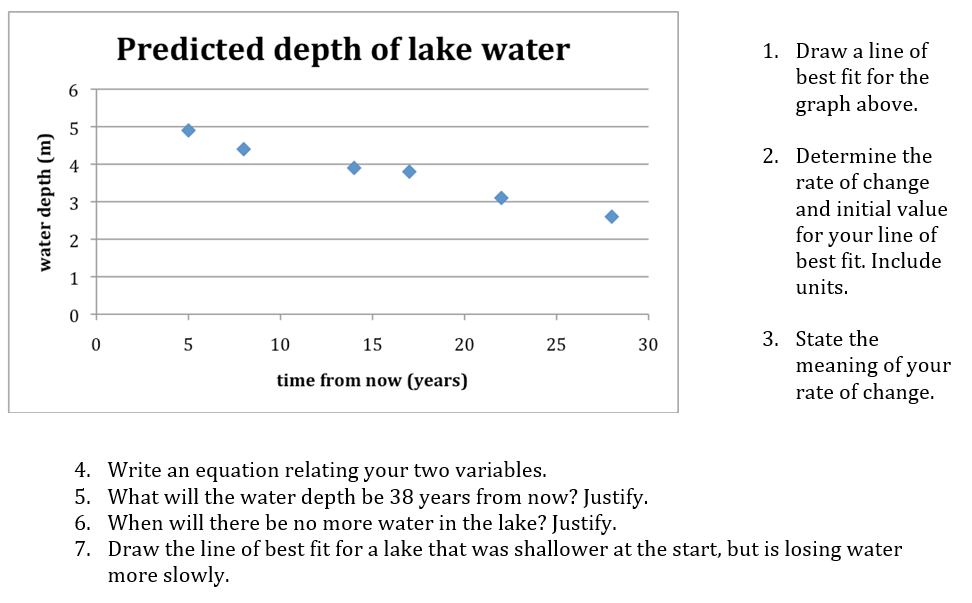 Predicted depth of lake water
6
5
4
3
2
1
0
water depth (m)
0 5 10 15 20 25 30
time from now (years)
1. Draw a line of
best fit for the
graph above.
2. Determine the
rate of change
and initial value
for your line of
best fit. Include
units.
3. State the
meaning of your
rate of change.
4. Write an equation relating your two variables.
5. What will the water depth be 38 years from now? Justify.
6. When will there be no more water in the lake? Justify.
7. Draw the line of best fit for a lake that was shallower at the start, but is losing water
more slowly.